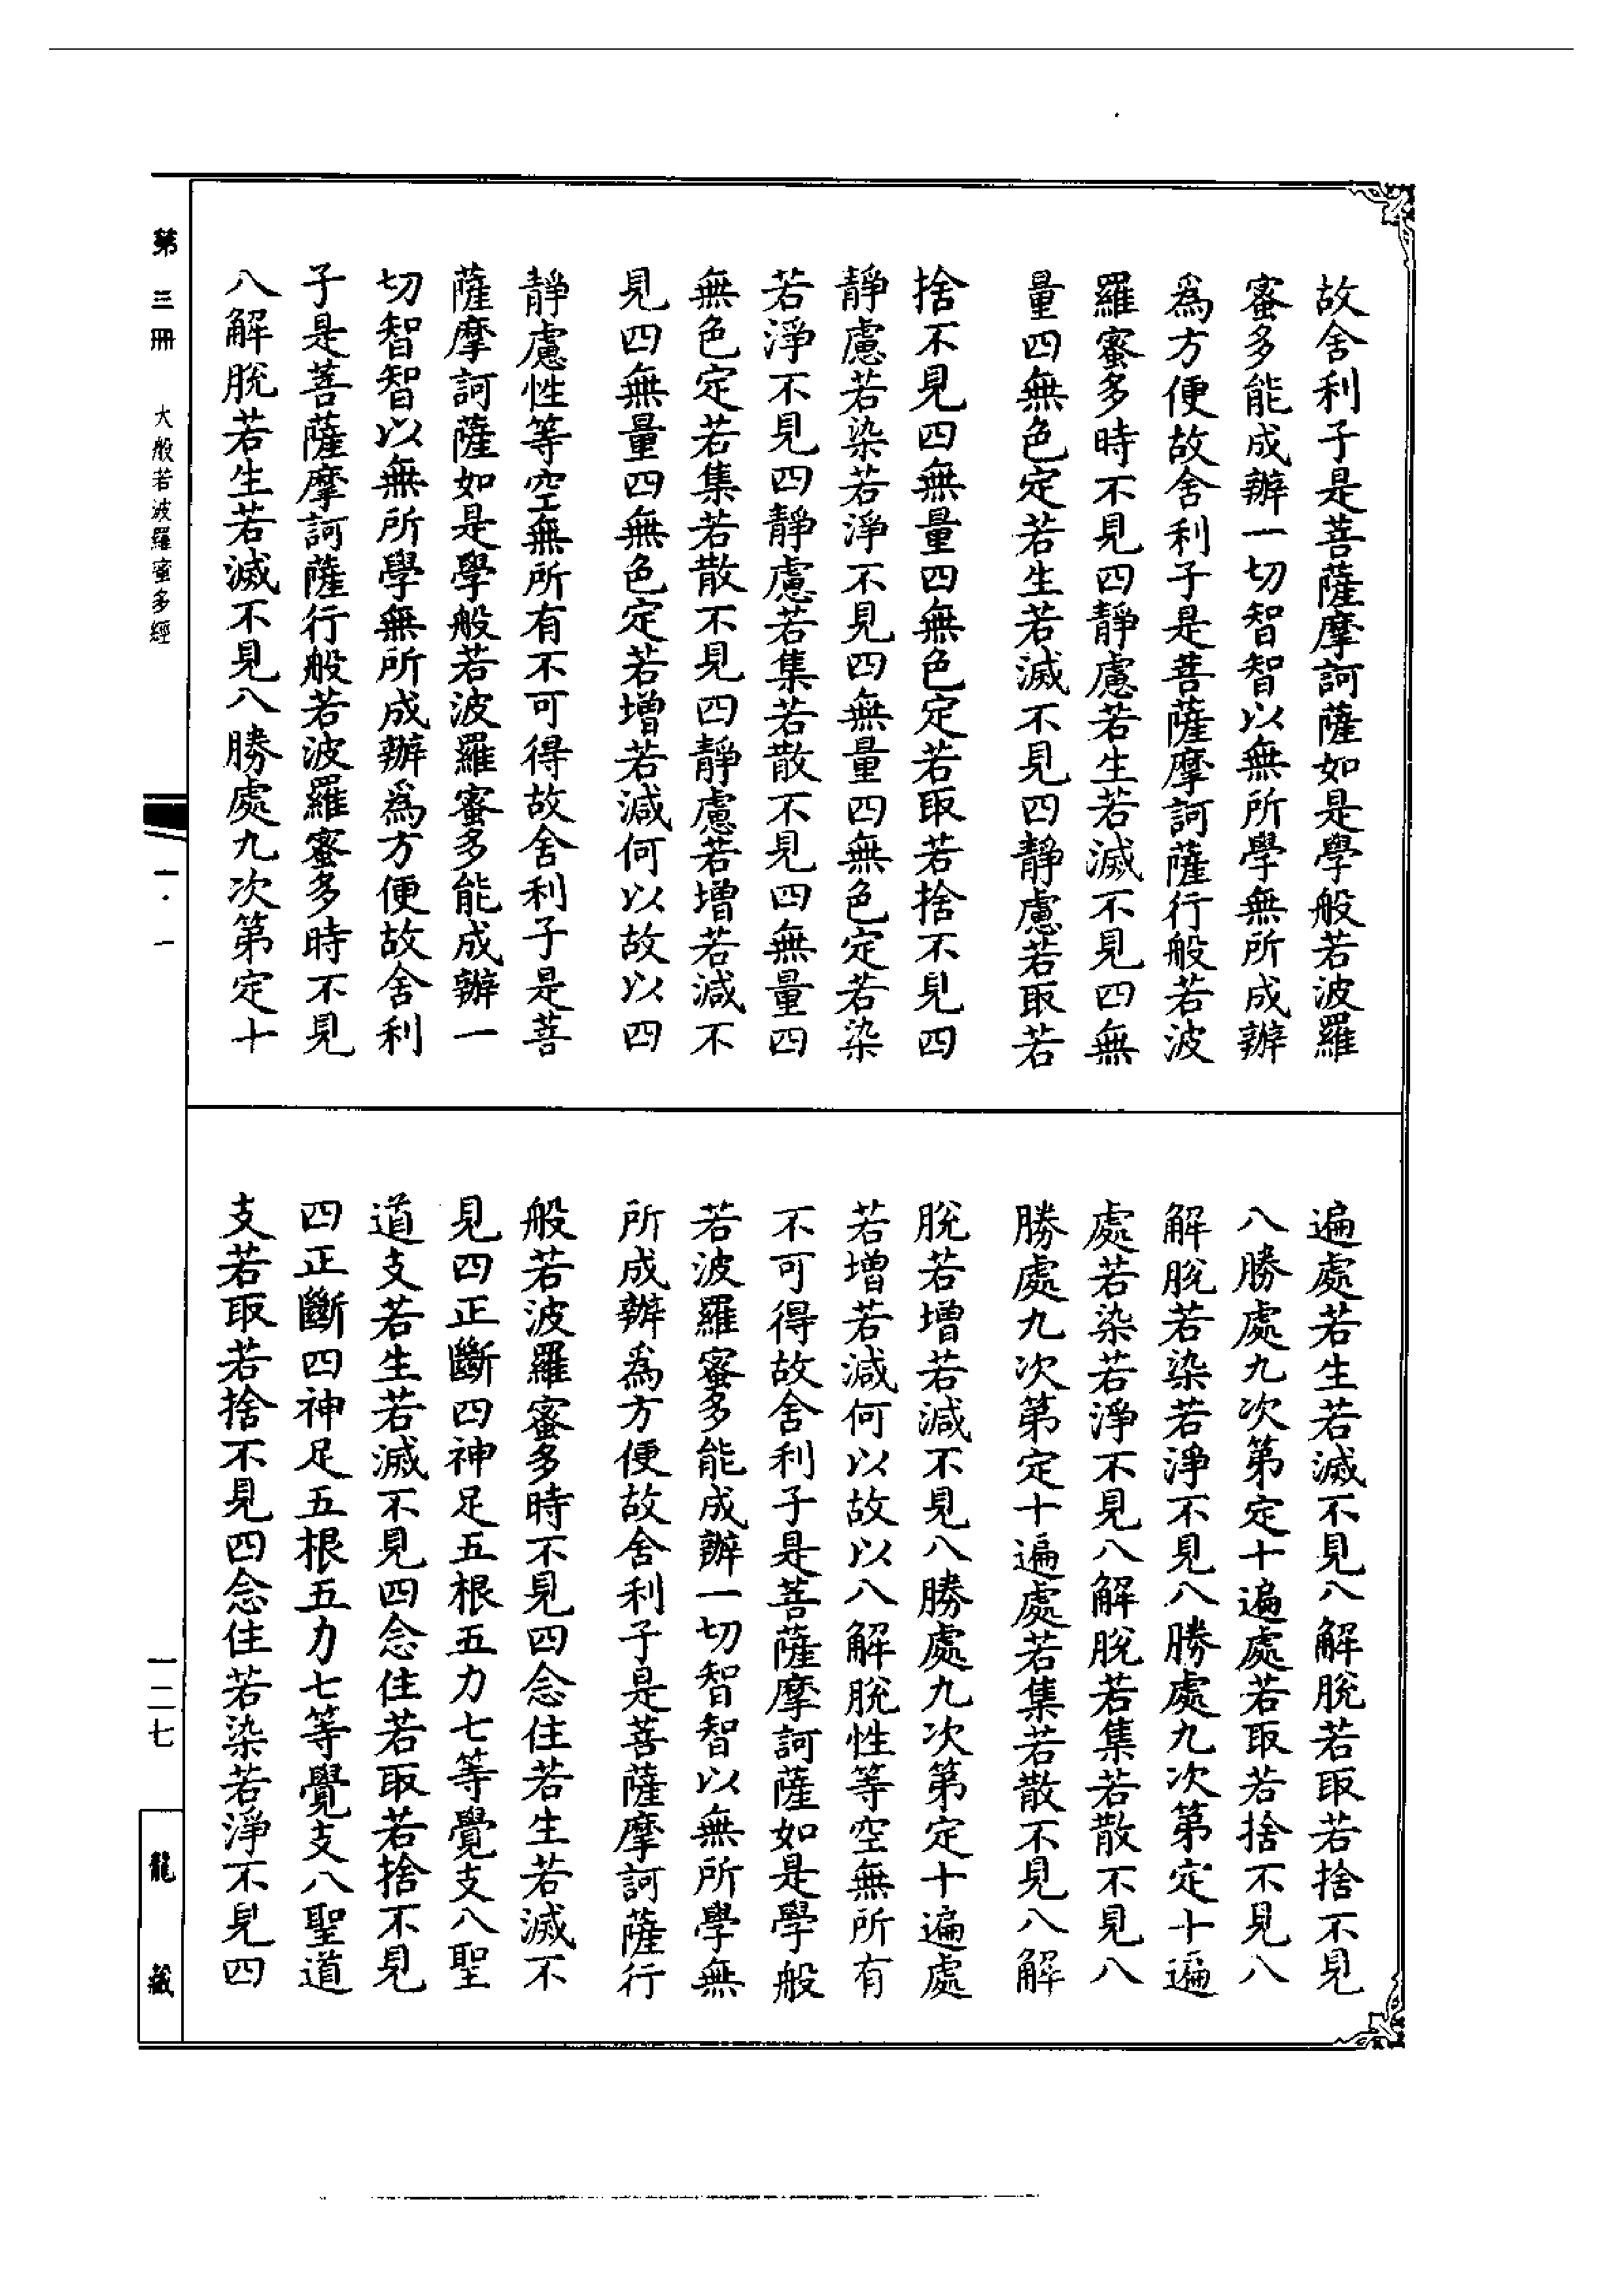 故舍利子是菩薩摩訶薩如是學般若波羅
蜜多能成辦一切智智以無所學無所成辦
爲方便故舍利子是菩薩摩訶薩行般若波
羅蜜多時不見四靜慮若生若滅不見四無
量四無色定若生若滅不見四靜慮若取若
捨不見四無量四無色定若取若捨不見四
靜慮若染若淨不見四無量四無色定若染
若淨不見四靜慮若集若散不見四無量四
無色定若集若散不見四靜慮若增若減不
見四無量四無色定若增若減何以故以四
靜慮性等空無所有不可得故舍利子是菩
薩摩訶薩如是學般若波羅蜜多能成辦一
切智智以無所學無所成辦爲方便故舍利
子是菩薩摩訶薩行般若波羅蜜多時不見
八解脫若生若滅不見八勝處九次第定十
遍處若生若滅不見八解脫若取若捨不見
八勝處九次第定十遍處若取若捨不見八
解脫若染若淨不見八勝處九次第定十遍
處若染若淨不見八解脫若集若散不見八
勝處九次第定十遍處若集若散不見八解
脫若增若減不見八勝處九次第定十遍處
若增若減何以故以八解脫性等空無所有
不可得故舍利子是菩薩摩訶薩如是學般
若波羅蜜多能成辦一切智智以無所學無
所成辦爲方便故舍利子是菩薩摩訶薩行
般若波羅蜜多時不見四念住若生若滅不
見四正斷四神足五根五力七等覺支八聖
道支若生若滅不見四念住若取若捨不見
四正斷四神足五根五力七等覺支八聖道
支若取若捨不見四念住若染若淨不見四
第三冊 大般若波羅蜜多經
一·一
一二七
龍藏